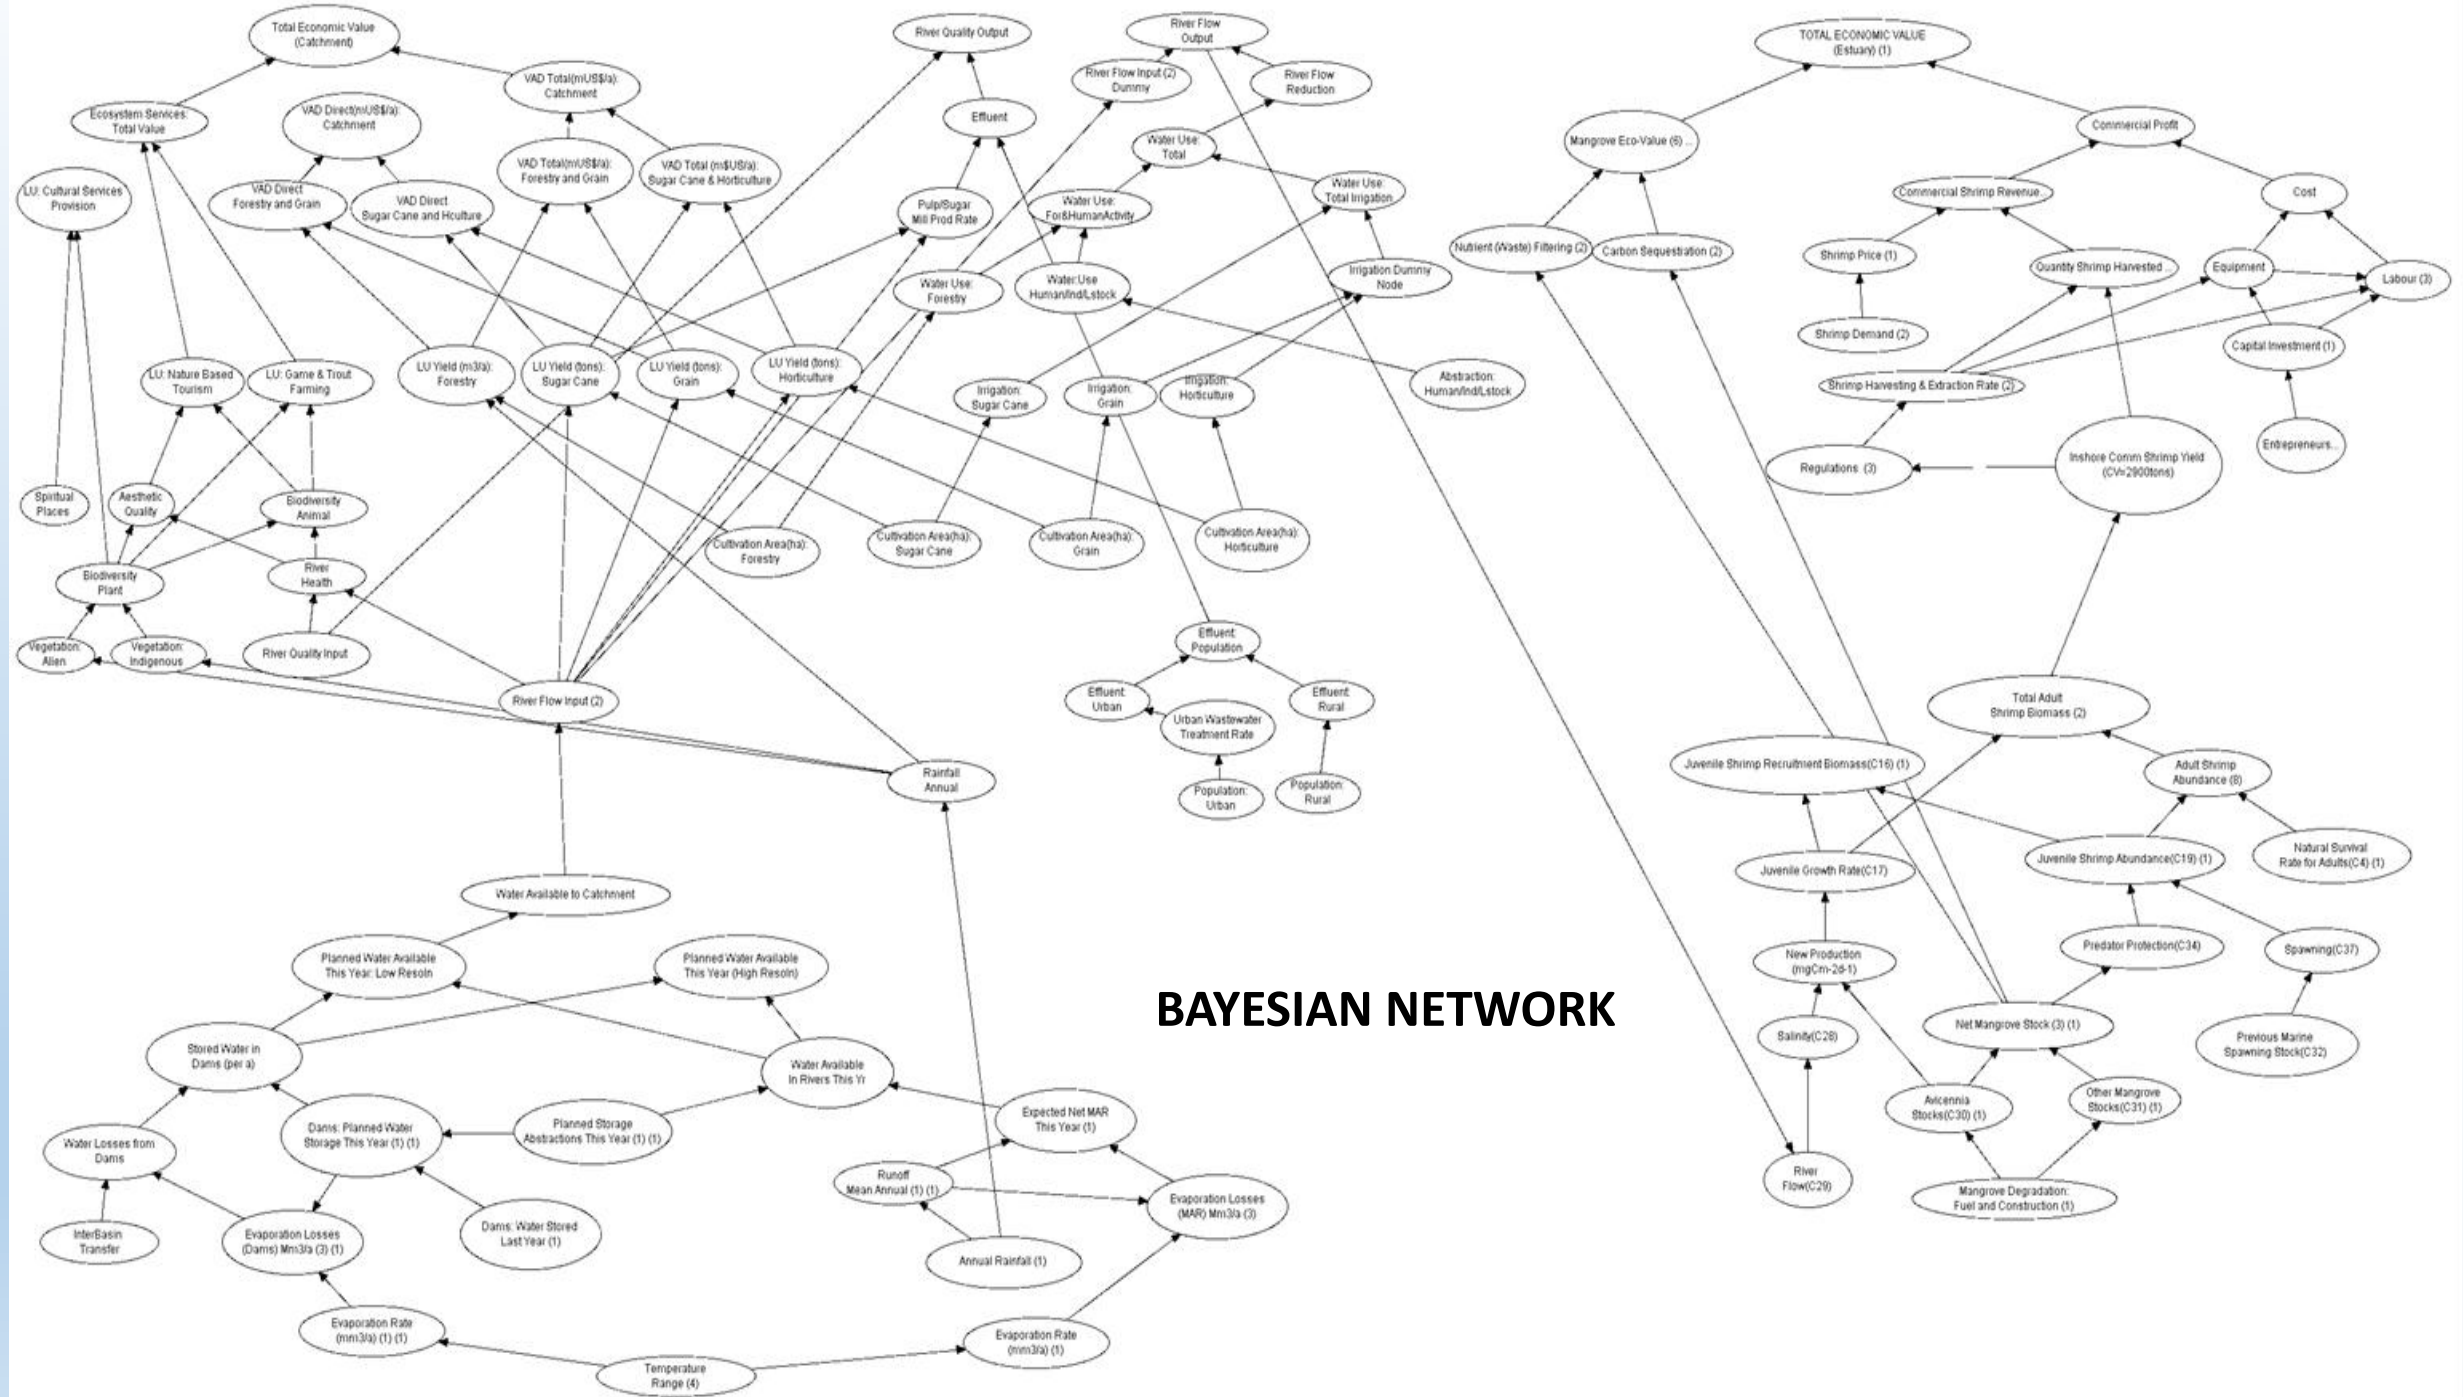 Total Economic Value
(Catchment)
River Quality Output
River Flow
Output
TOTAL ECONOMIC VALUE
(Estuary) (1)
VAD Total(mUS$/a):
Catchment
River Flow Input (2)
Dummy
River Flow
Reduction
Ecosystem Services:
Total Value
VAD Direct(mUS$/a):
Catchment
Effluent
Mangrove Eco-Value (6) ...
Commercial Profit
LU: Cultural Services
Provision
VAD Direct
Forestry and Grain
VAD Direct
Sugar Cane and Hculture
VAD Total(mUS$/a):
Forestry and Grain
VAD Total (m$US/a):
Sugar Cane & Horticulture
Pulp/Sugar
Mill Prod Rate
Water Use:
Total
Water Use:
For&HumanActivity
Water Use:
Total Irrigation
Commercial Shrimp Revenue...
Cost
Nutrient (Waste) Filtering (2)
Carbon Sequestration (2)
Shrimp Price (1)
Quantity Shrimp Harvested ...
Equipment
Labour (3)
Water Use:
Forestry
Water:Use
Human/Ind/Lstock
Irrigation Dummy
Node
Shrimp Demand (2)
Capital Investment (1)
LU: Nature Based
Tourism
LU: Game & Trout
Farming
LU Yield (m3/a):
Forestry
LU Yield (tons):
Sugar Cane
LU Yield (tons):
Grain
LU Yield (tons):
Horticulture
Irrigation:
Sugar Cane
Irrigation:
Grain
Irrigation:
Horticulture
Abstraction:
Human/Ind/Lstock
Shrimp Harvesting & Extraction Rate (2)
Entrepreneurs...
Regulations (3)
Inshore Comm Shrimp Yield
(CV=2900tons)
Spiritual
Places
Aesthetic
Quality
Biodiversity
Animal
Cultivation Area(ha):
Forestry
Cultivation Area(ha):
Sugar Cane
Cultivation Area(ha):
Grain
Cultivation Area(ha):
Horticulture
Biodiversity
Plant
River
Health
Vegetation:
Alien
Vegetation:
Indigenous
River Quality Input
River Flow Input (2)
Effluent
Population
Effluent
Urban
Urban Wastewater
Treatment Rate
Effluent
Rural
Population:
Urban
Population:
Rural
Rainfall
Annual
Total Adult
Shrimp Biomass (2)
Juvenile Shrimp Recruitment Biomass(C16) (1)
Adult Shrimp
Abundance (8)
Juvenile Growth Rate(C17)
Juvenile Shrimp Abundance(C19) (1)
Natural Survival
Rate for Adults(C4) (1)
Water Available to Catchment
Planned Water Available
This Year: Low Resoln
Planned Water Available
This Year (High Resoln)
New Production
(mgCm-2d-1)
Predator Protection(C34)
Spawning(C37)
BAYESIAN NETWORK
Stored Water in
Dams (per a)
Water Available
In Rivers This Yr
Salinity(C28)
Net Mangrove Stock (3) (1)
Previous Marine
Spawning Stock(C32)
Water Losses from
Dams
Dams: Planned Water
Storage This Year (1) (1)
Planned Storage
Abstractions This Year (1) (1)
Expected Net MAR
This Year (1)
Avicennia
Stocks(C30) (1)
Other Mangrove
Stocks(C31) (1)
Runoff
Mean Annual (1) (1)
Evaporation Losses
(MAR) Mm3/a (3)
River
Flow(C29)
Mangrove Degradation:
Fuel and Construction (1)
InterBasin
Transfer
Evaporation Losses
(Dams) Mm3/a (3) (1)
Dams: Water Stored
Last Year (1)
Annual Rainfall (1)
Evaporation Rate
(mm3/a) (1) (1)
Evaporation Rate
(mm3/a) (1)
Temperature
Range (4)